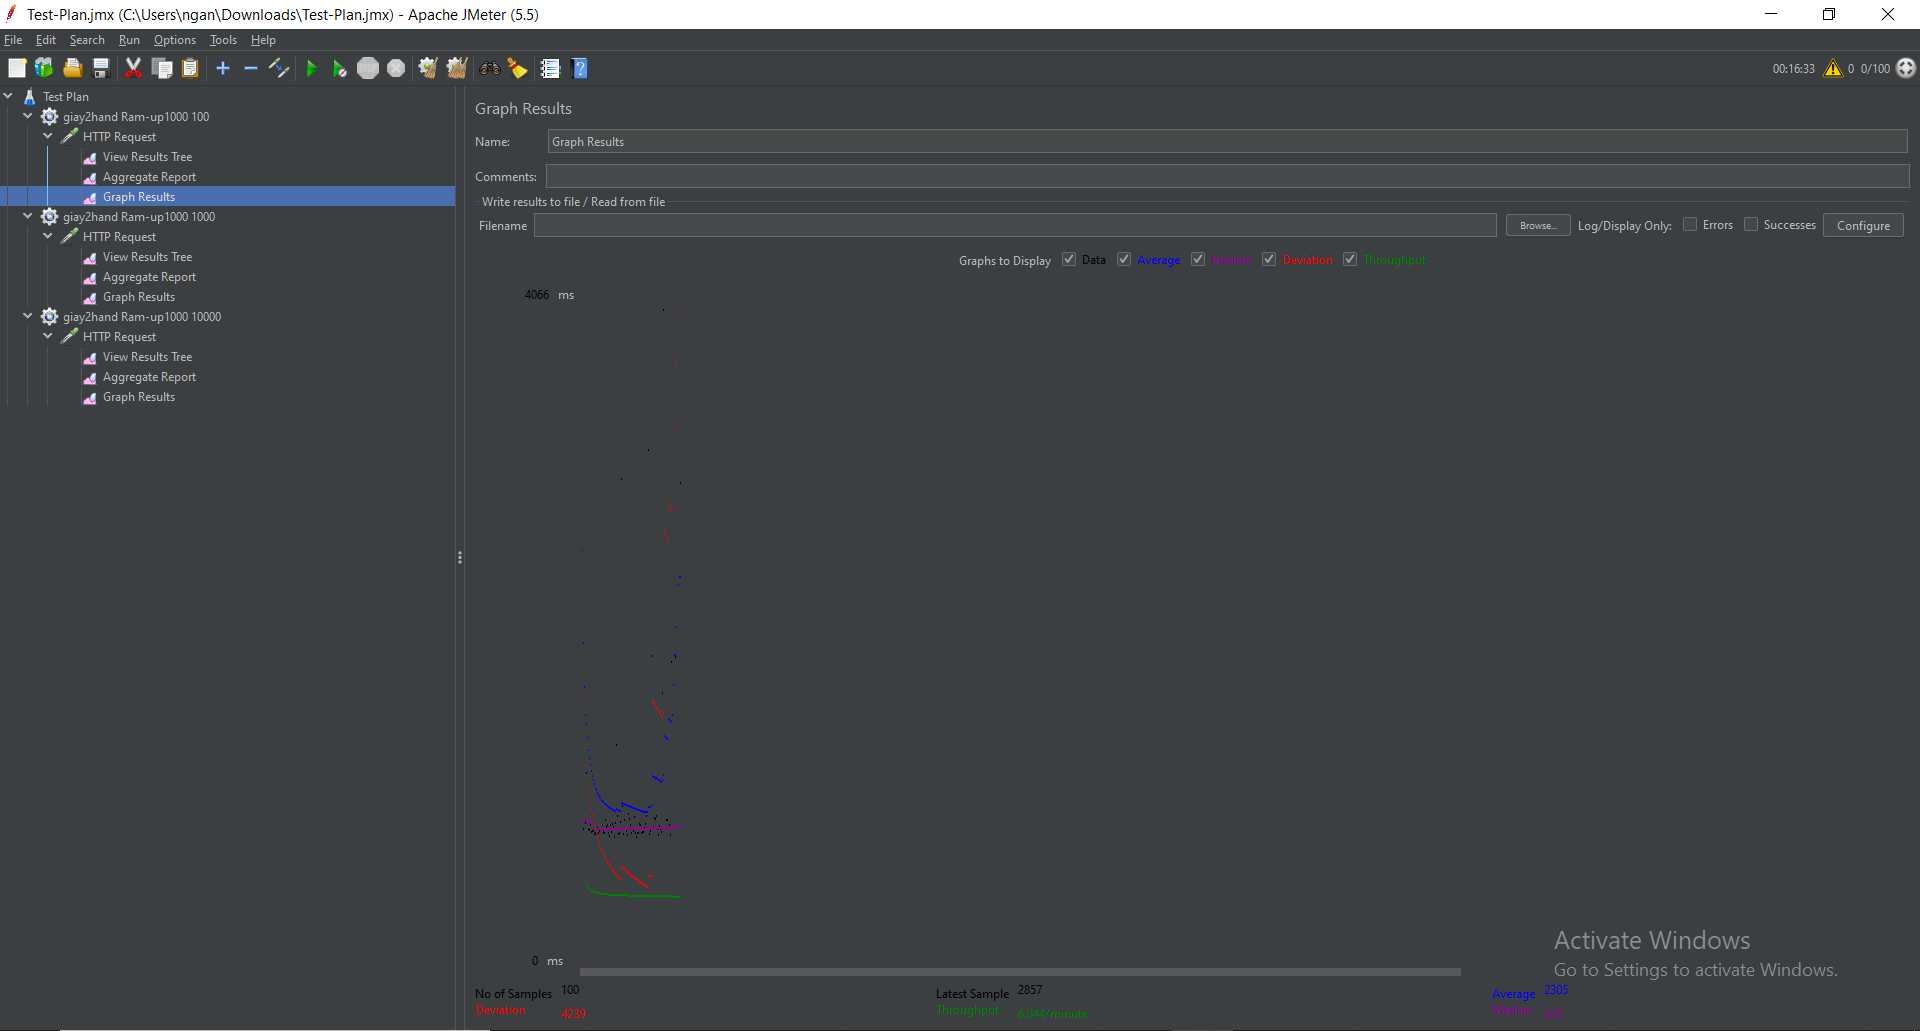 Test-Plan.jmx (C:\Users\ngan\Downloads\Test-Plan.jmx) - Apache JMeter (5.5)
File Edit Search Run Options Tools Help
00:16:33 0 0/100
Test Plan
giay2hand Ram-up1000 100
HTTP Request
View Results Tree
Aggregate Report
Graph Results
giay2hand Ram-up1000 1000
HTTP Request
View Results Tree
Aggregate Report
Graph Results
giay2hand Ram-up1000 10000
HTTP Request
View Results Tree
Aggregate Report
Graph Results
Graph Results
Name: Graph Results
Comments:
Write results to file / Read from file
Filename Browse... Log/Display Only: Errors Successes Configure
Graphs to Display Data Average Median Deviation Throughput
4066 ms
0 ms
No of Samples 100 Latest Sample 2857 Average 2305
Deviation 4239 Throughput 6.044/minute Median
Activate Windows
Go to Settings to activate Windows.